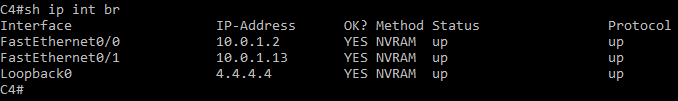 C4#sh ip int br
Interface IP-Address OK? Method Status Protocol
FastEthernet0/0 10.0.1.2 YES NVRAM up up
FastEthernet0/1 10.0.1.13 YES NVRAM up up
Loopback0 4.4.4.4 YES NVRAM up up
C4#